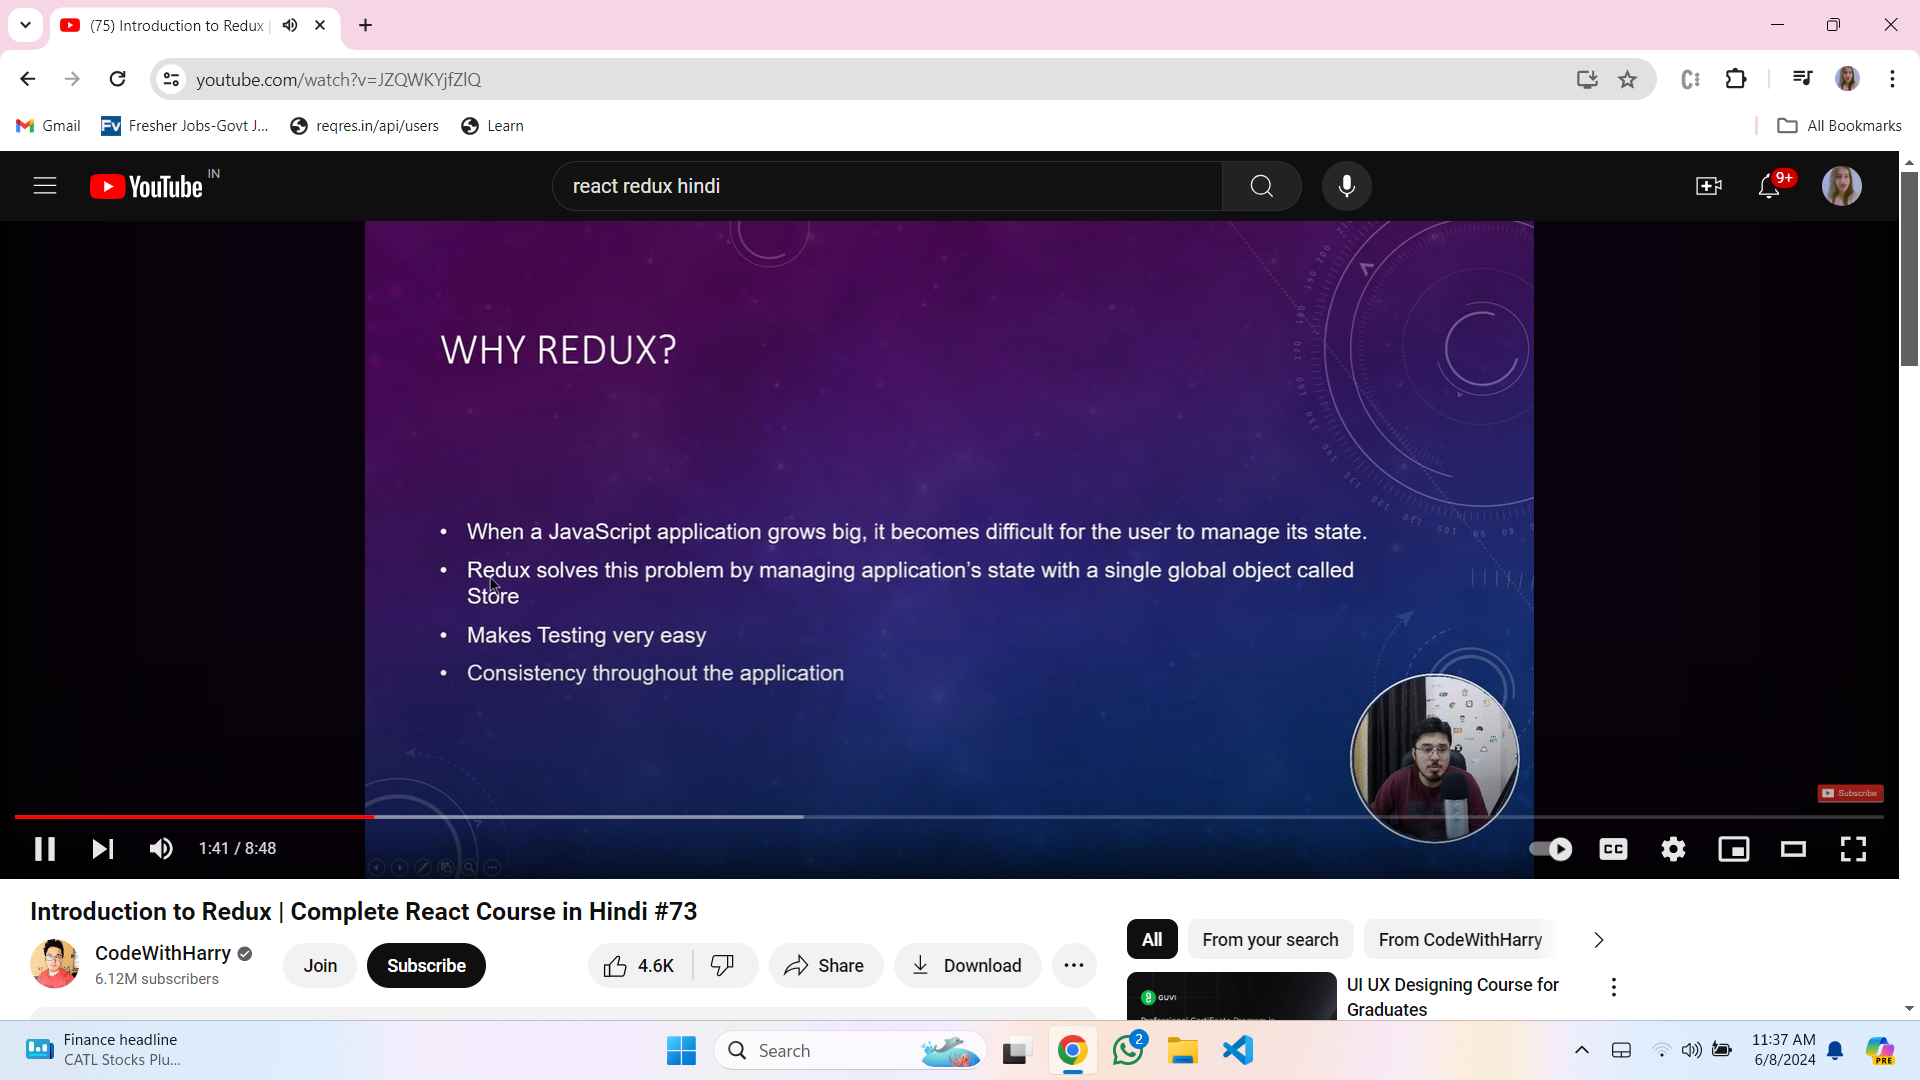 (75) Introduction to Redux |
youtube.com/watch?v=JZQWKYjfZlQ
Gmail
Fresher Jobs-Govt J...
reqres.in/api/users
Learn
All Bookmarks
YouTube IN
react redux hindi
9+
WHY REDUX?
• When a JavaScript application grows big, it becomes difficult for the user to manage its state.
• Redux solves this problem by managing application's state with a single global object called
Store
• Makes Testing very easy
• Consistency throughout the application
Subscribe
1:41 / 8:48
CC
Introduction to Redux | Complete React Course in Hindi #73
CodeWithHarry
6.12M subscribers
Join
Subscribe
4.6K
Share
Download
All
From your search
From CodeWithHarry
GUVI
UI UX Designing Course for
Graduates
Finance headline
CATL Stocks Plu...
Search
2
11:37 AM
6/8/2024
PRE